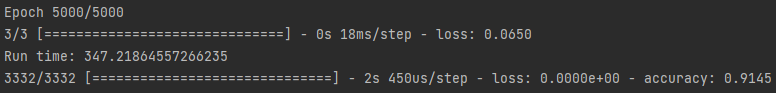 Epoch 5000/5000
3/3 [==============================] - 0s 18ms/step - loss: 0.0650
Run time: 347.21864557266235
3332/3332 [==============================] - 2s 450us/step - loss: 0.0000e+00 - accuracy: 0.9145